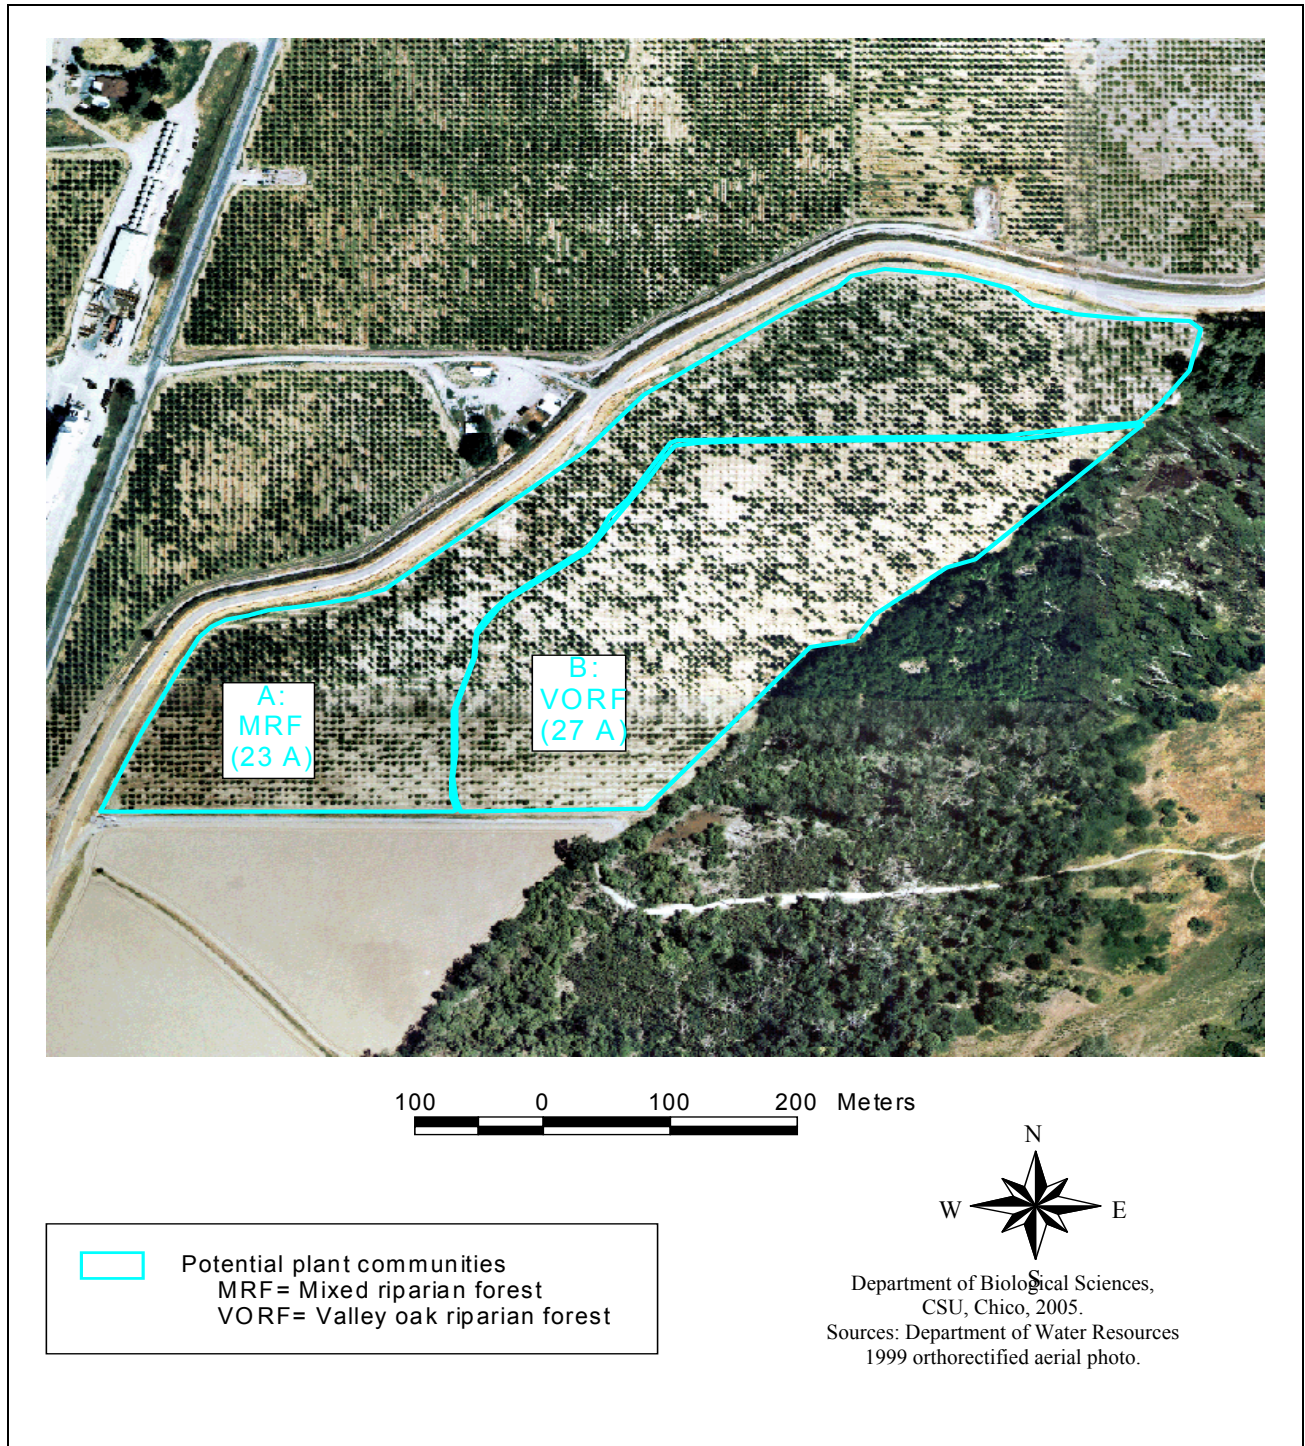 A:
MRF
(23 A)
B:
VORF
(27 A)
100 0 100 200 Meters
N
W E
S
Potential plant communities
MRF= Mixed riparian forest
VORF= Valley oak riparian forest
Department of Biological Sciences,
CSU, Chico, 2005.
Sources: Department of Water Resources
1999 orthorectified aerial photo.